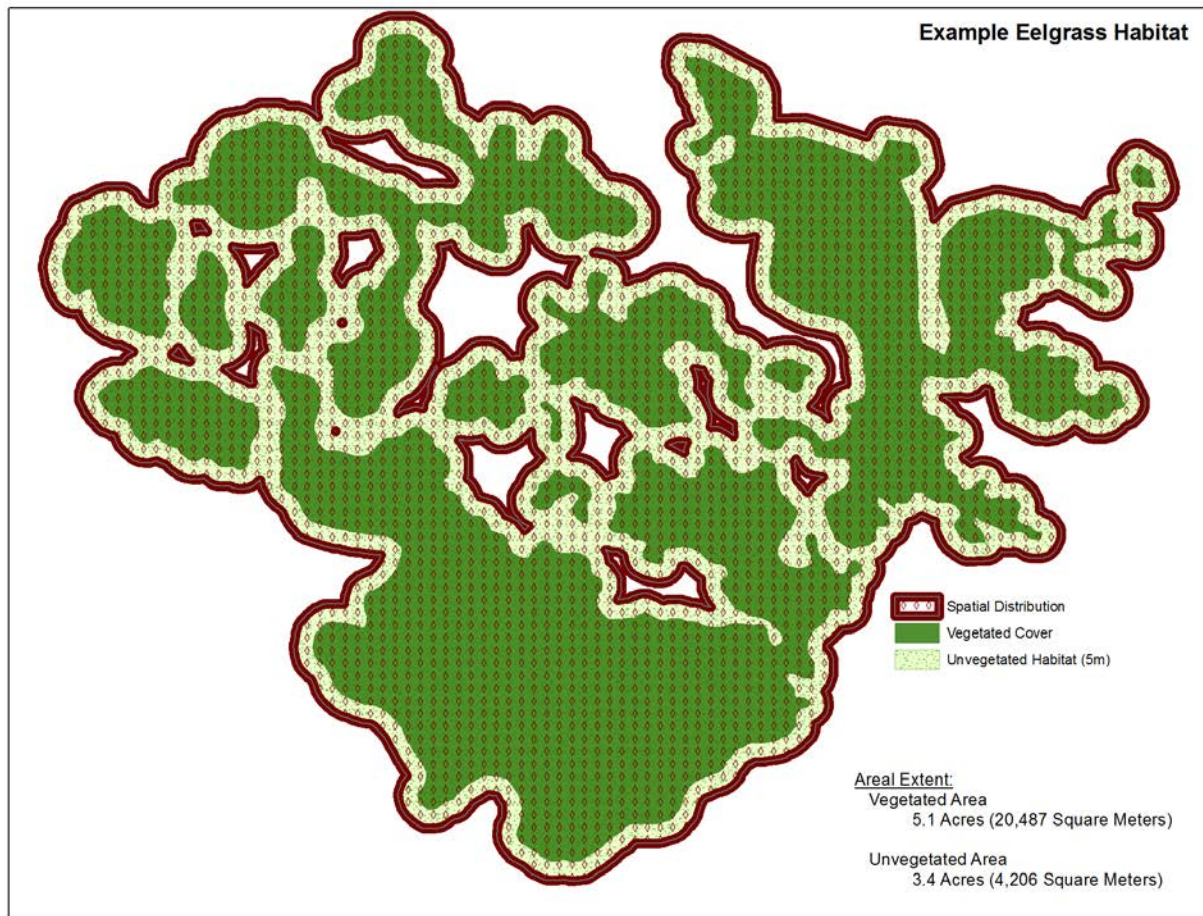 Example Eelgrass Habitat
Spatial Distribution
Vegetated Cover
Unvegetated Habitat (5m)
Areal Extent:
Vegetated Area
5.1 Acres (20,487 Square Meters)
Unvegetated Area
3.4 Acres (4,206 Square Meters)